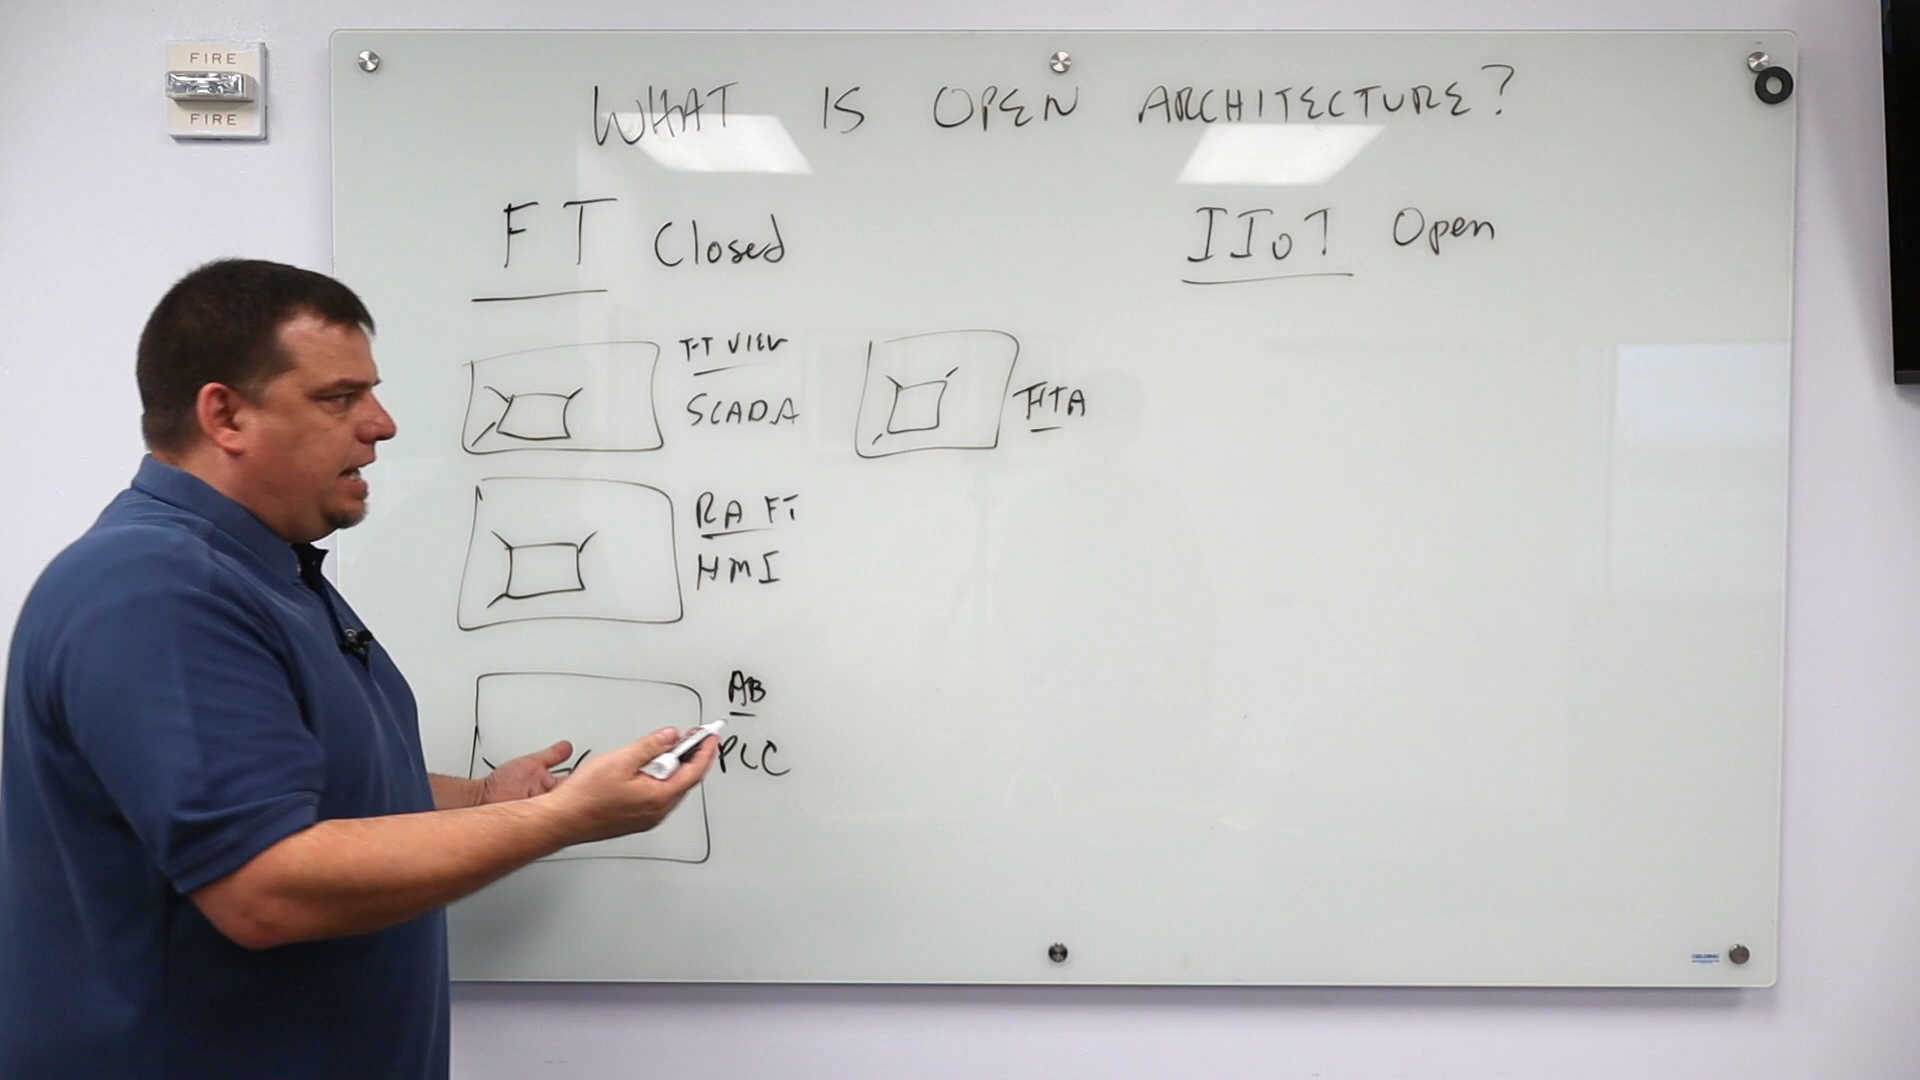 FIRE
FIRE
WHAT IS OPEN ARCHITECTURE?
FT Closed
IIoT Open
FT VIEW
SCADA
FTA
RA FT
HMI
AB
PLC
GLOBAL